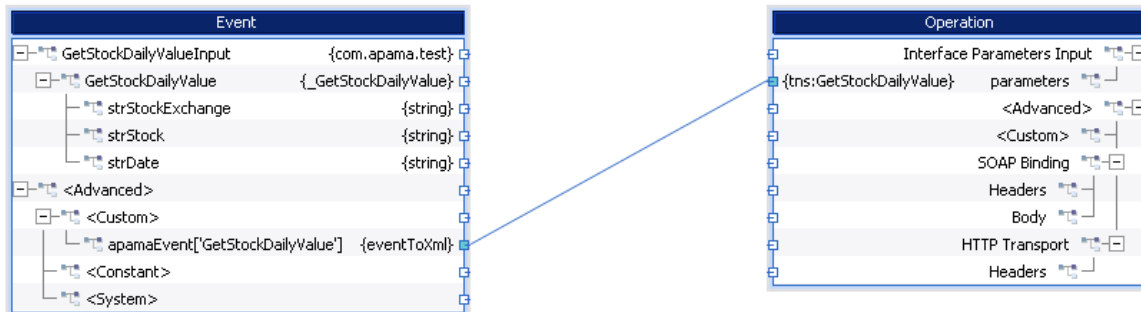 Event
GetStockDailyValueInput {com.apama.test}
GetStockDailyValue {_GetStockDailyValue}
strStockExchange {string}
strStock {string}
strDate {string}
<Advanced>
<Custom>
apamaEvent['GetStockDailyValue'] {eventToXml}
<Constant>
<System>
Operation
Interface Parameters Input
{tns:GetStockDailyValue} parameters
<Advanced>
<Custom>
SOAP Binding
Headers
Body
HTTP Transport
Headers